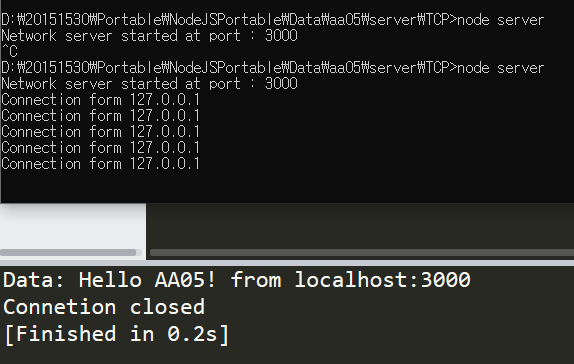 D:₩20151530₩Portable₩NodeJSPortable₩Data₩aa05₩server₩TCP>node server
Network server started at port : 3000
^C
D:₩20151530₩Portable₩NodeJSPortable₩Data₩aa05₩server₩TCP>node server
Network server started at port : 3000
Connection form 127.0.0.1
Connection form 127.0.0.1
Connection form 127.0.0.1
Connection form 127.0.0.1
Connection form 127.0.0.1
Data: Hello AA05! from localhost:3000
Connetion closed
[Finished in 0.2s]